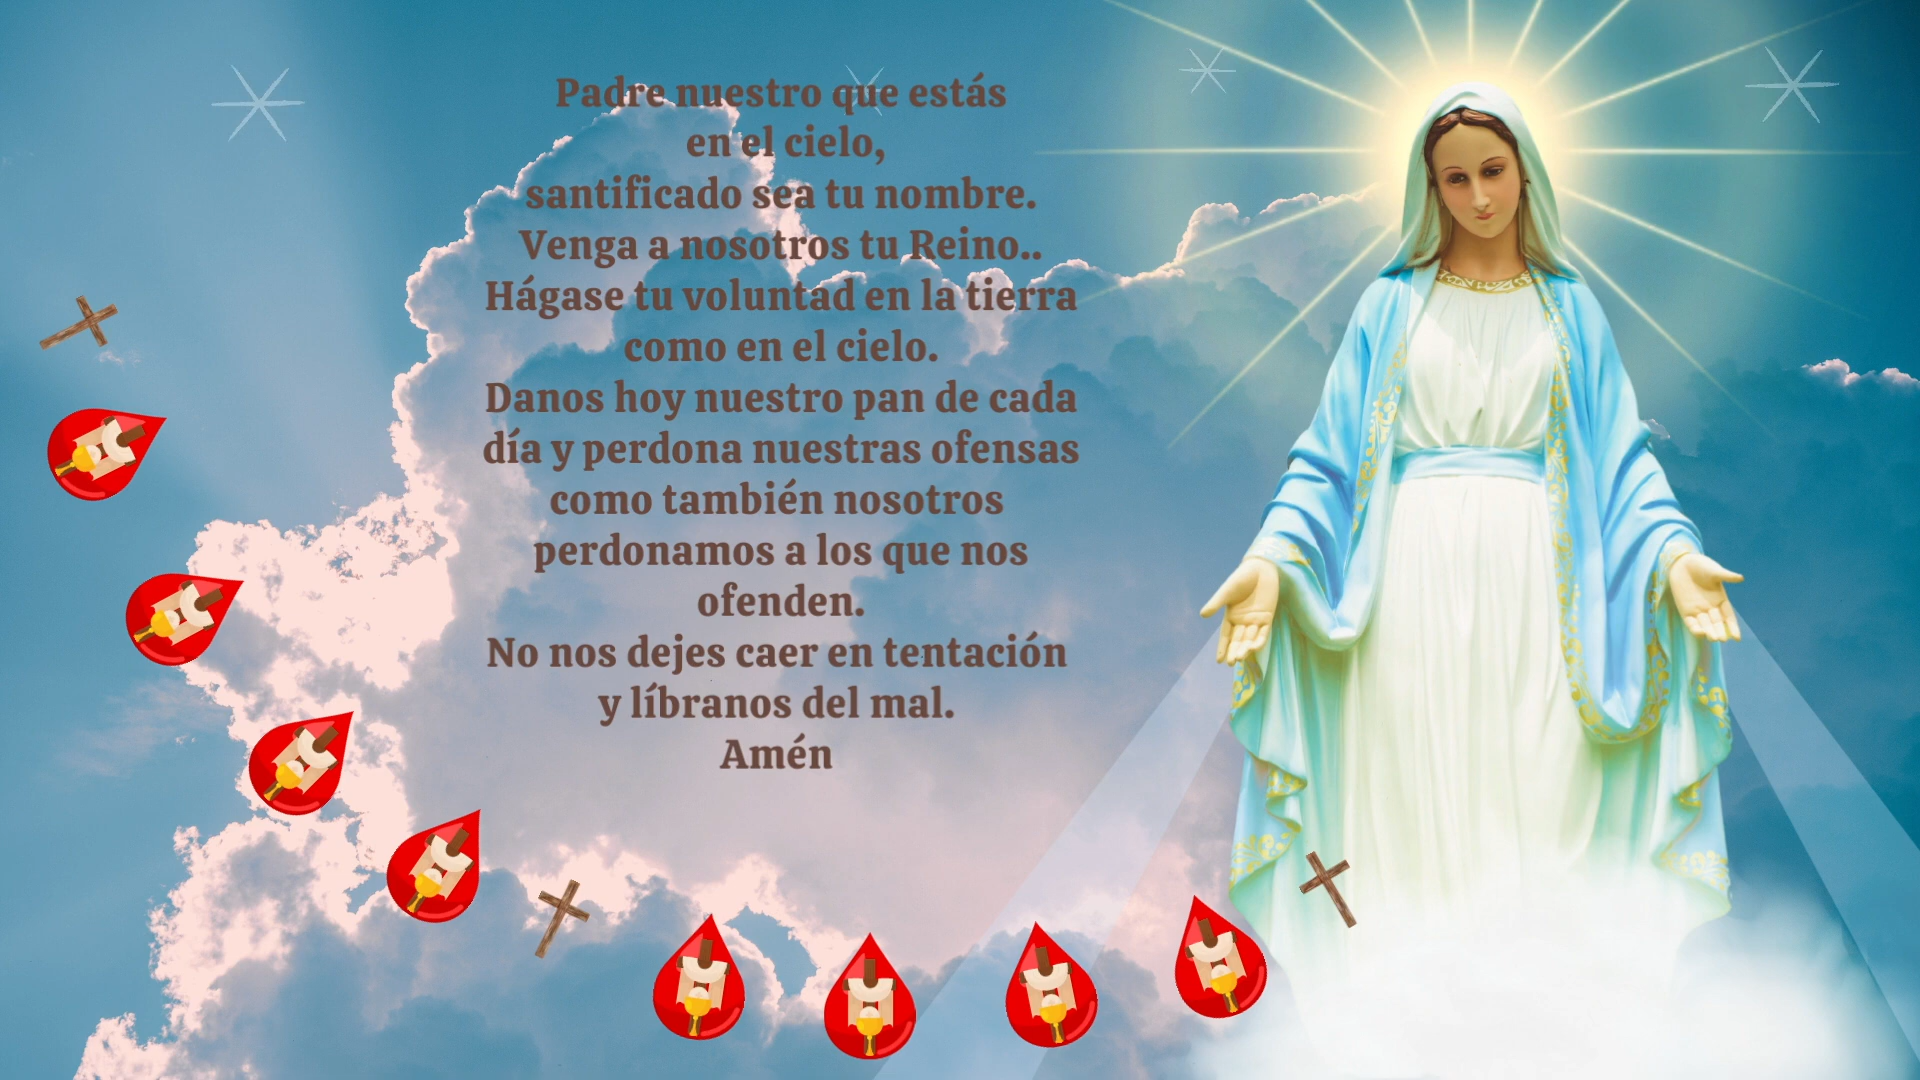 Padre nuestro que estás
en el cielo,
santificado sea tu nombre.
Venga a nosotros tu Reino..
Hágase tu voluntad en la tierra
como en el cielo.
Danos hoy nuestro pan de cada
día y perdona nuestras ofensas
como también nosotros
perdonamos a los que nos
ofenden.
No nos dejes caer en tentación
y líbranos del mal.
Amén